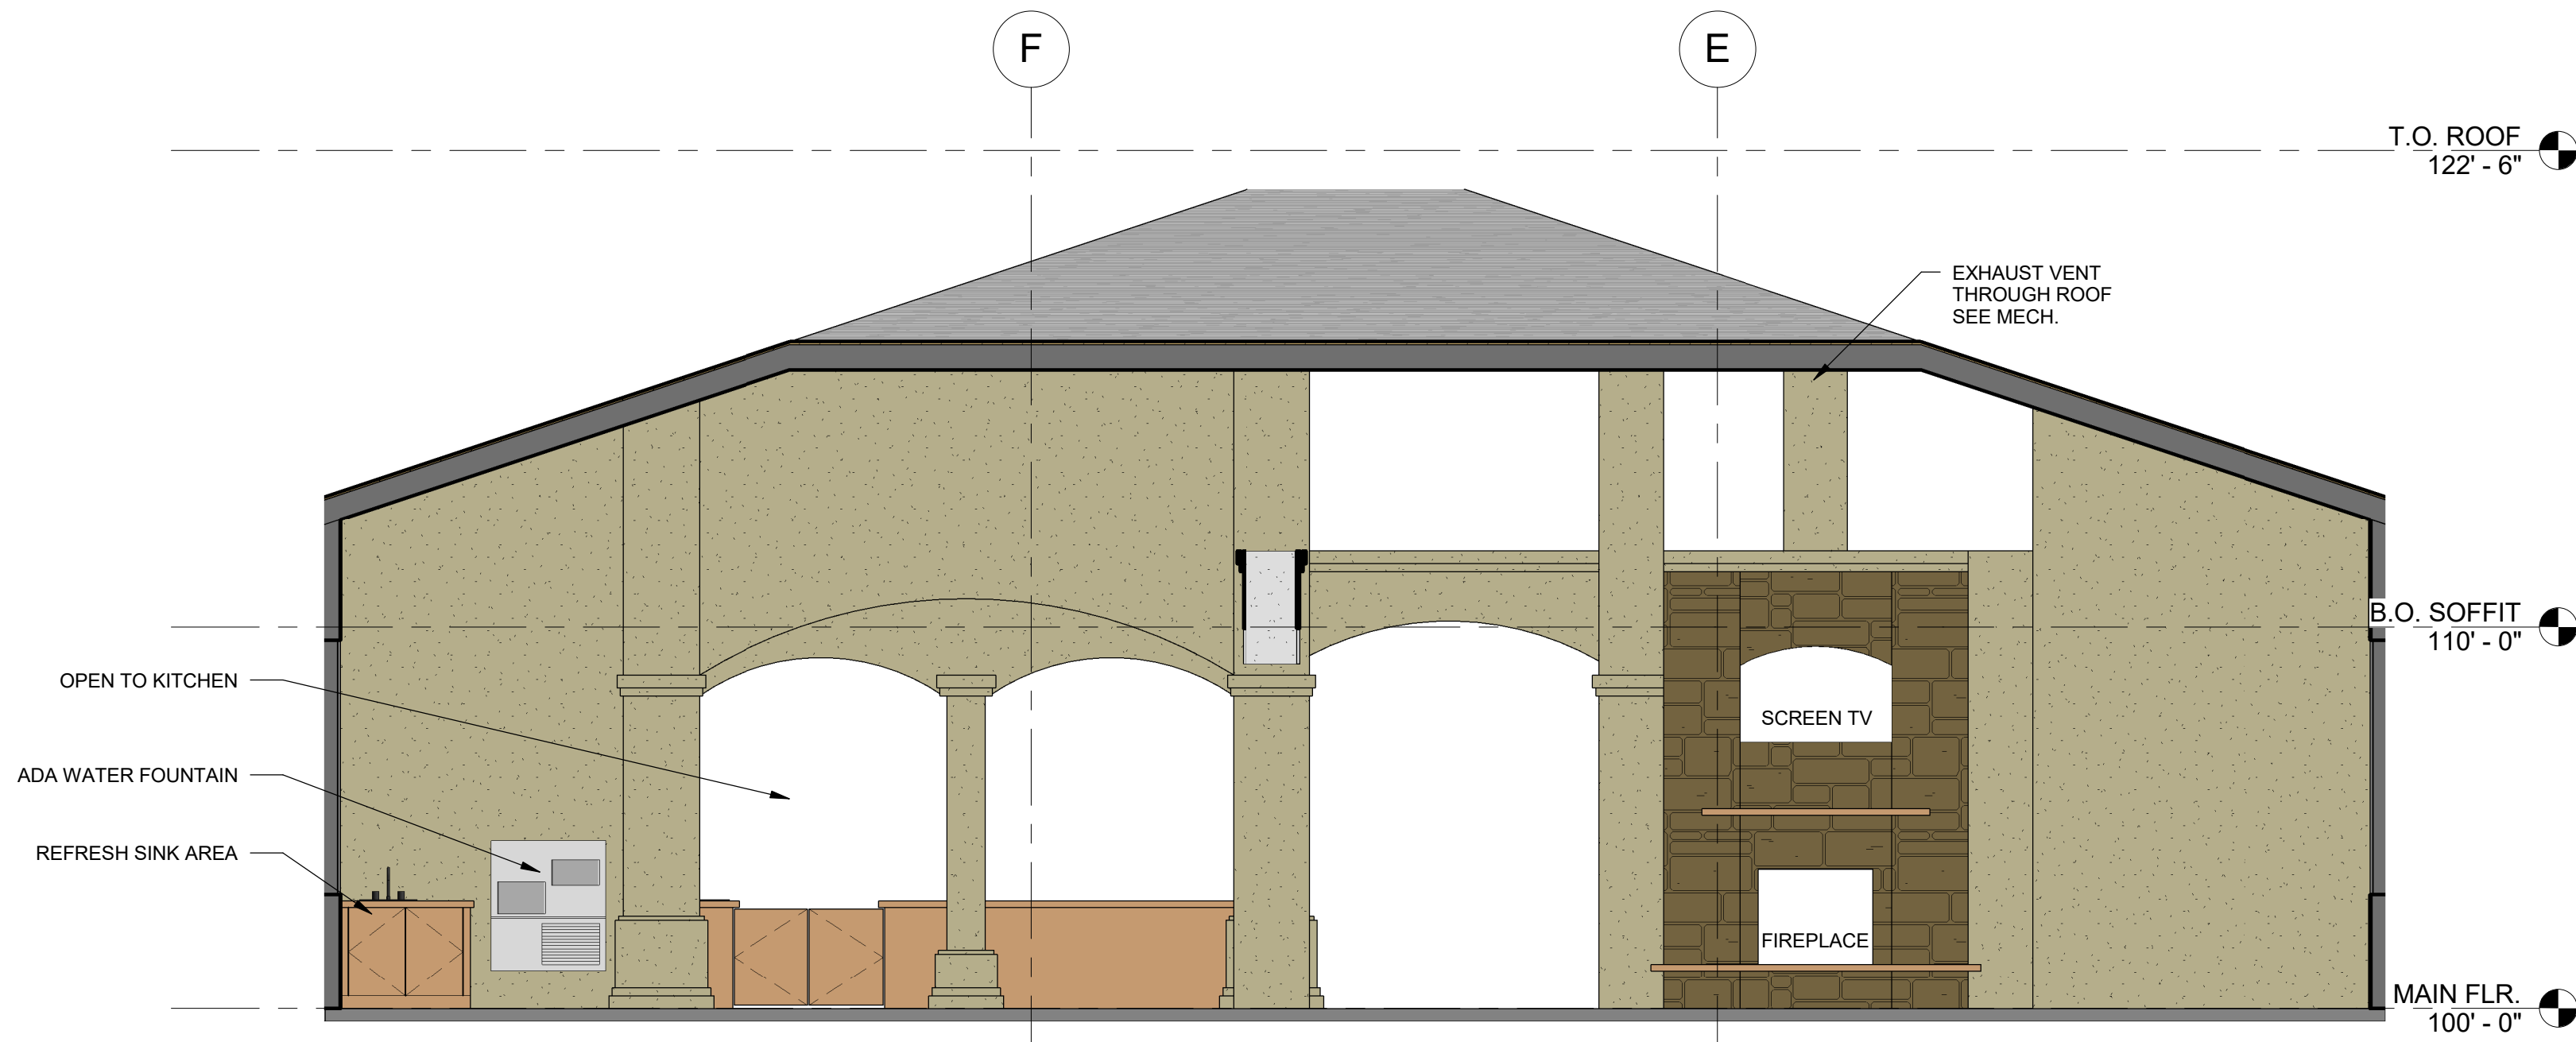 F
E
T.O. ROOF
122' - 6"
EXHAUST VENT
THROUGH ROOF
SEE MECH.
B.O. SOFFIT
110' - 0"
OPEN TO KITCHEN
SCREEN TV
ADA WATER FOUNTAIN
REFRESH SINK AREA
FIREPLACE
MAIN FLR.
100' - 0"